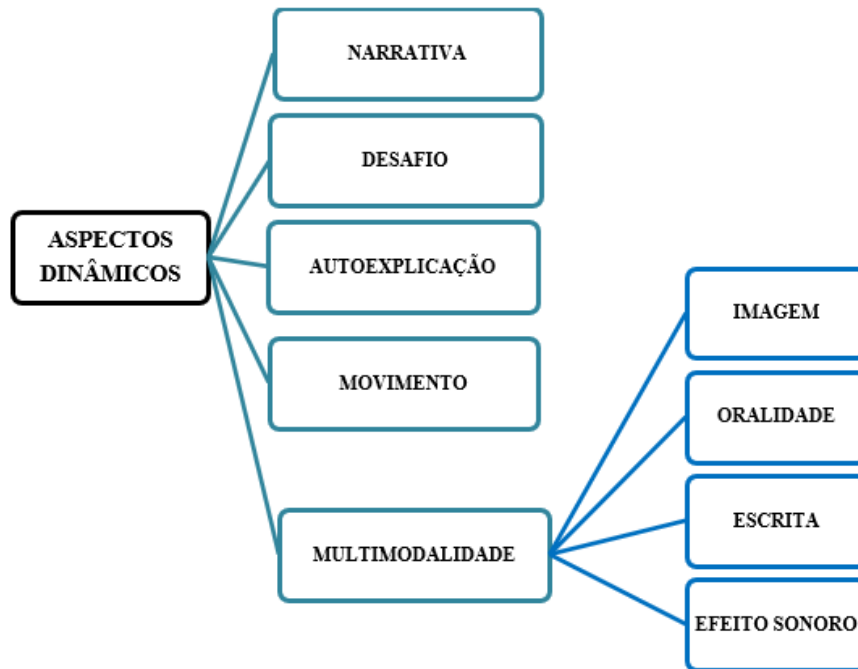 NARRATIVA
DESAFIO
ASPECTOS
DINÂMICOS
AUTOEXPLICAÇÃO
MOVIMENTO
MULTIMODALIDADE
IMAGEM
ORALIDADE
ESCRITA
EFEITO SONORO